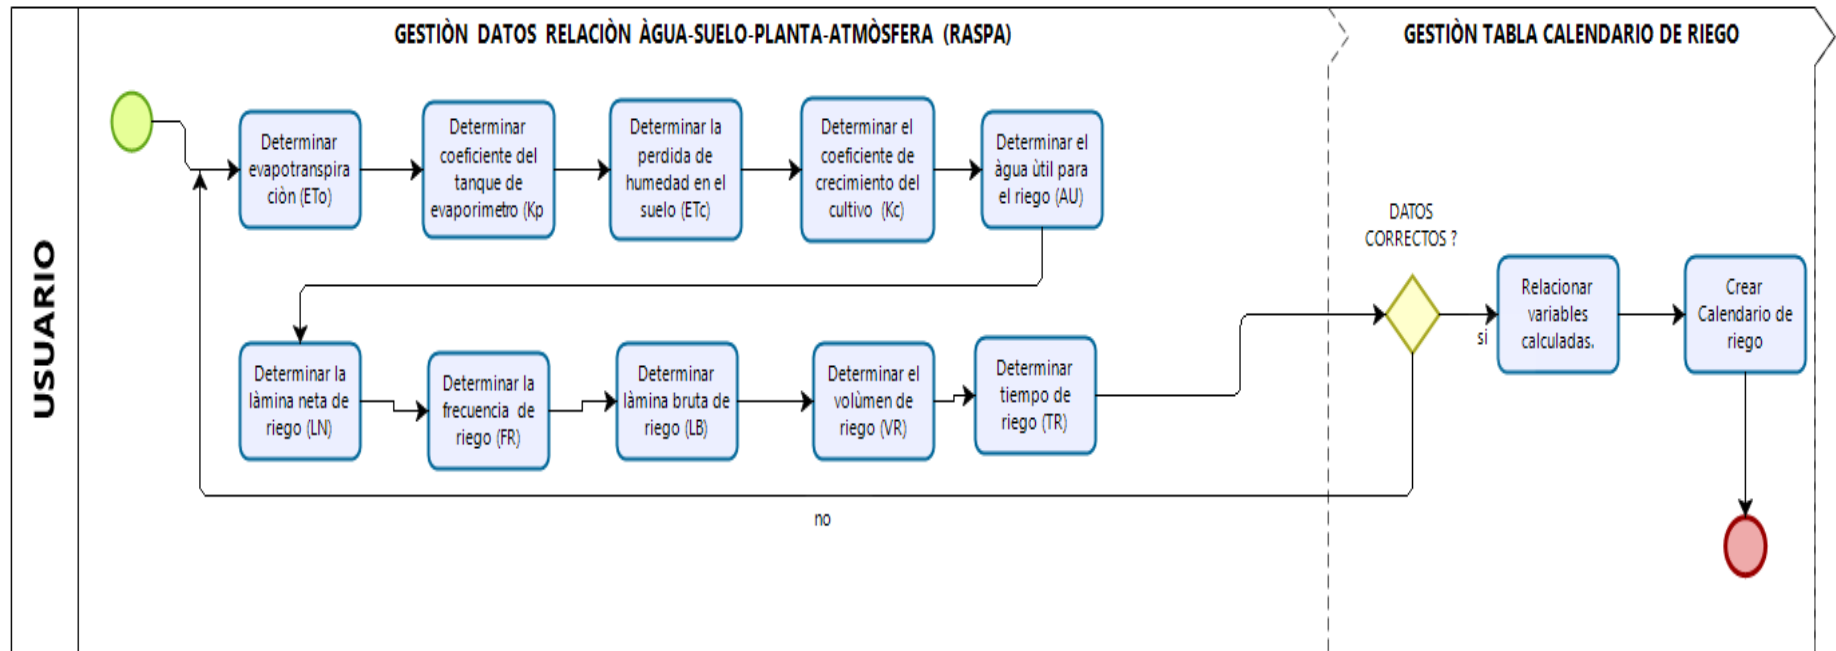 GESTIÒN DATOS RELACIÒN ÀGUA-SUELO-PLANTA-ATMÒSFERA (RASPA)
GESTIÒN TABLA CALENDARIO DE RIEGO
USUARIO
Determinar
evapotranspira
ciòn (ETo)
Determinar
coeficiente del
tanque de
evaporimetro (Kp
Determinar la
perdida de
humedad en el
suelo (ETc)
Determinar el
coeficiente de
crecimiento del
cultivo (Kc)
Determinar el
àgua ùtil para
el riego (AU)
Determinar la
làmina neta de
riego (LN)
Determinar la
frecuencia de
riego (FR)
Determinar
làmina bruta de
riego (LB)
Determinar el
volùmen de
riego (VR)
Determinar
tiempo de
riego (TR)
DATOS
CORRECTOS ?
si
no
Relacionar
variables
calculadas.
Crear
Calendario de
riego